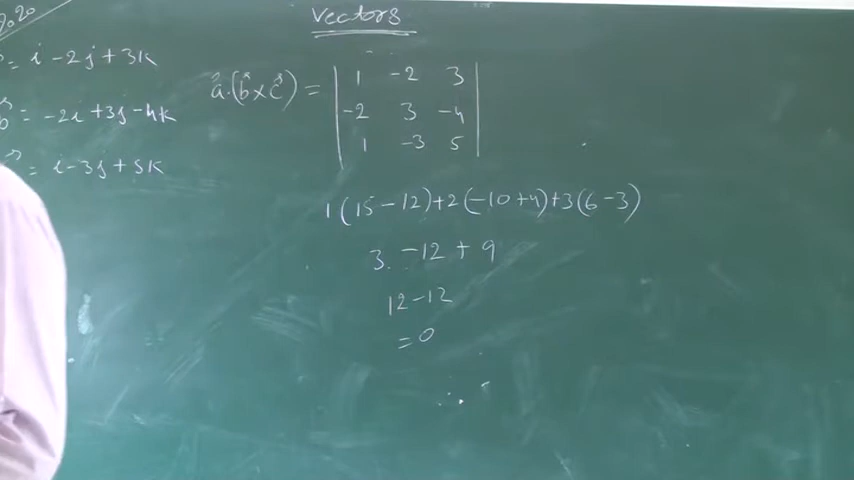 2020
vectors
= i - 2j + 3k
b = -2i + 3j - 4k
= i - 3j + 5k
a.(b×c) = | 1 -2 3 |
| -2 3 -4 |
| 1 -3 5 |
1(15-12)+2(-10+4)+3(6-3)
3. -12 + 9
12-12
=0
∴